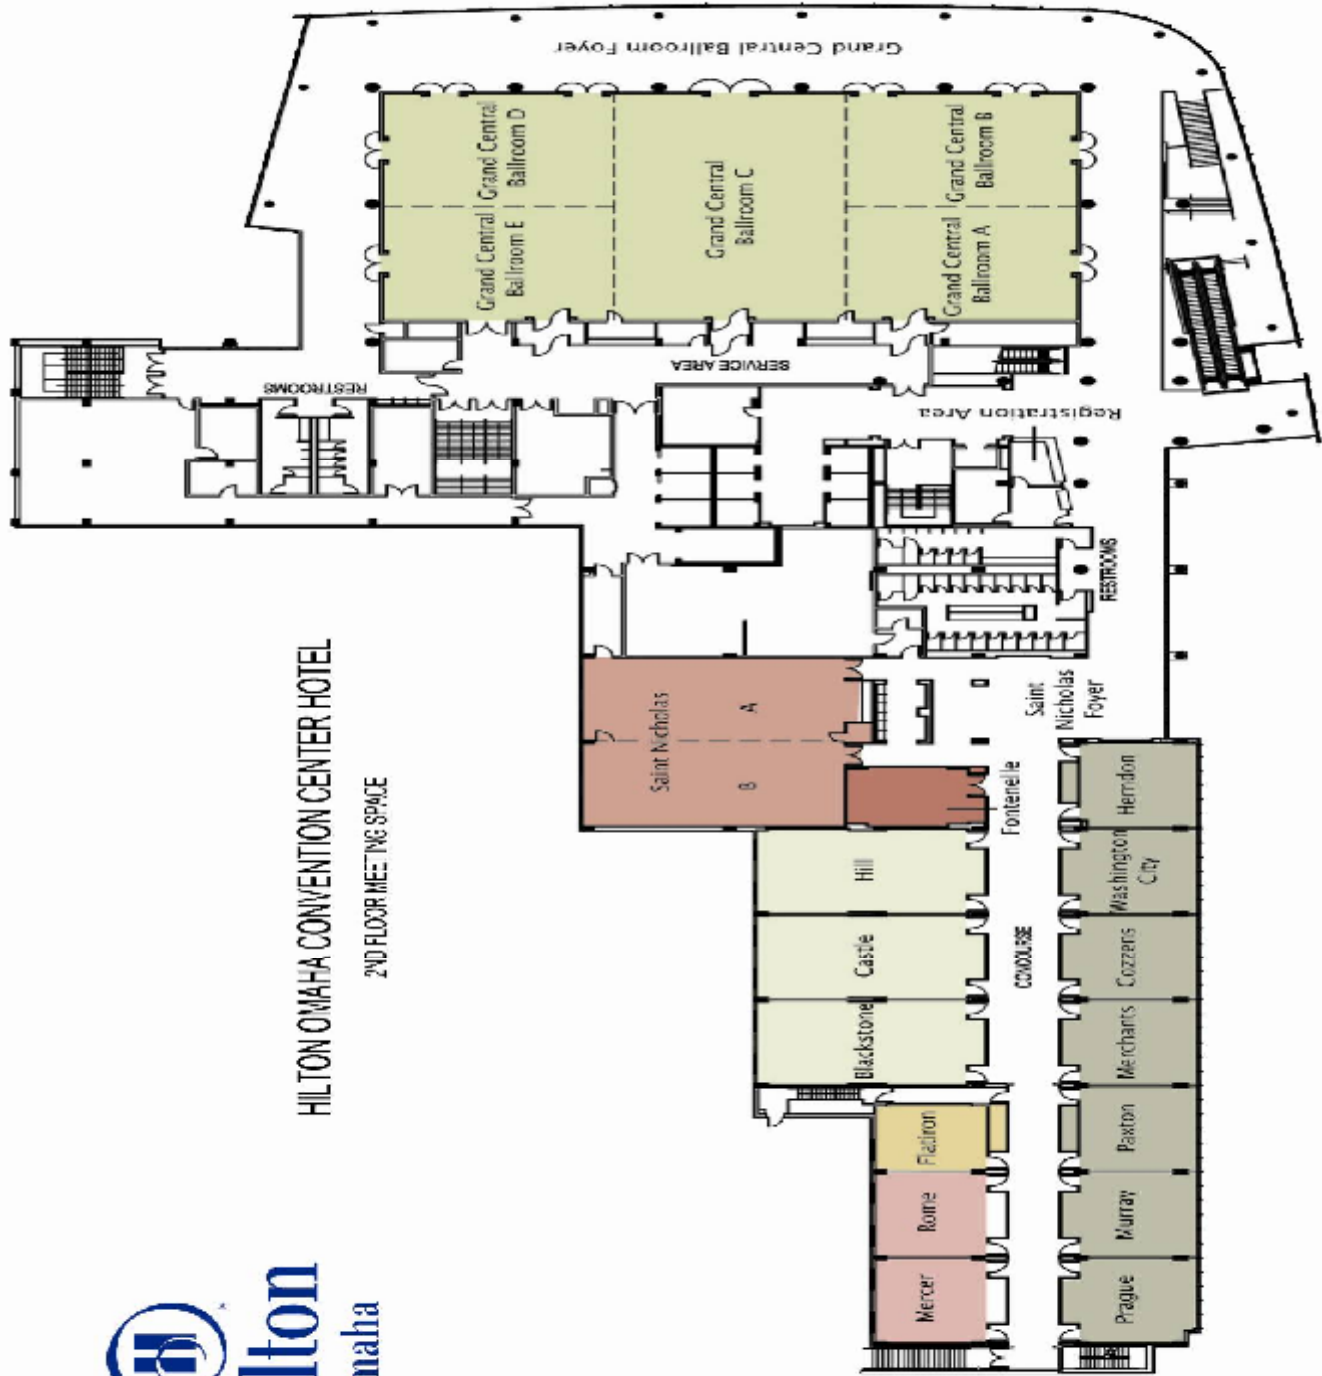 HILTON OMAHA CONVENTION CENTER HOTEL
2ND FLOOR MEETING SPACE
H
lton
maha
Grand Central Ballroom Foyer
Grand Central
Ballroom D
Grand Central
Ballroom E
Grand Central
Ballroom C
Grand Central
Ballroom B
Grand Central
Ballroom A
SERVICE AREA
RESTROOMS
Registration Area
RESTROOMS
Saint Nicholas
A
B
Saint
Nicholas
Foyer
Fontenelle
Hill
Castle
Blackstone
CONCOURSE
Flatiron
Rome
Mercer
Herndon
Washington
City
Cozzens
Merchants
Paxton
Murray
Prague